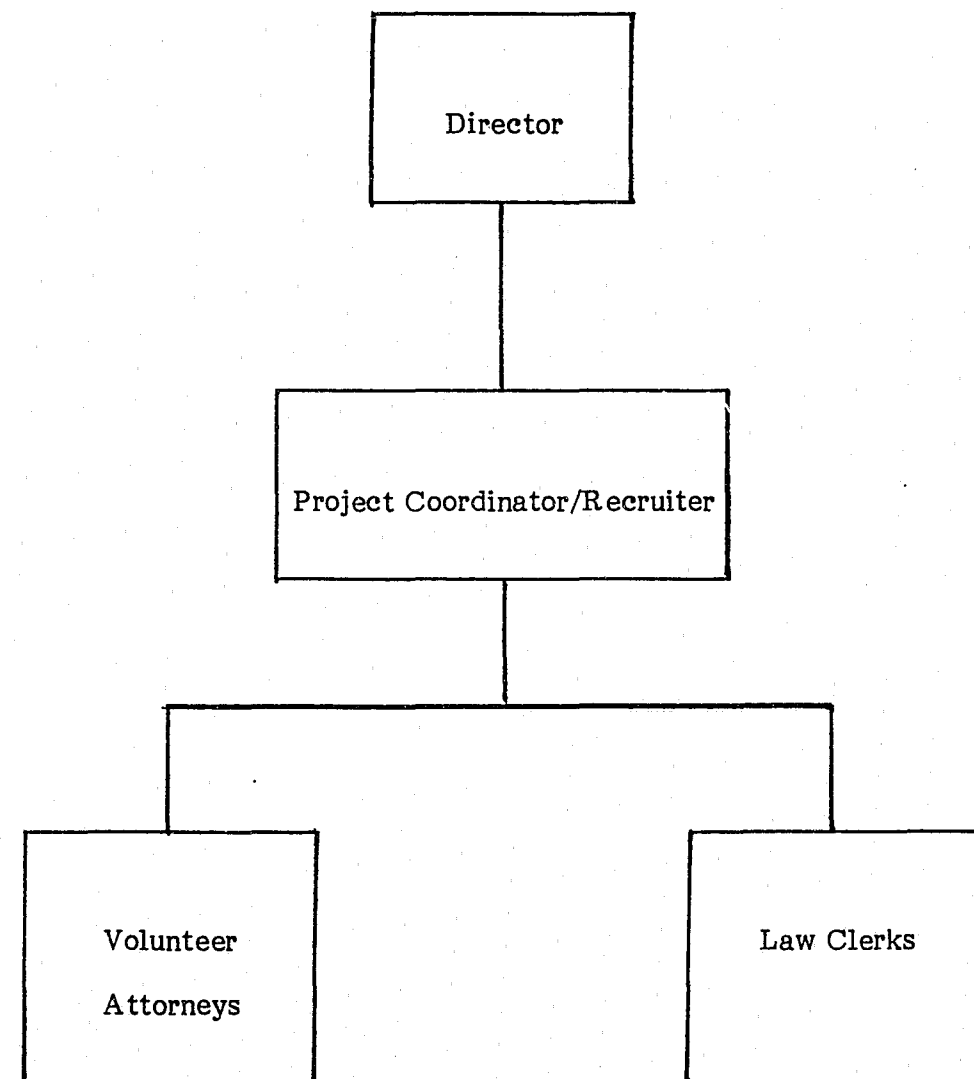 Director
Project Coordinator/Recruiter
Volunteer
Attorneys
Law Clerks